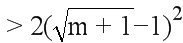 > 2(√m + 1−1)²